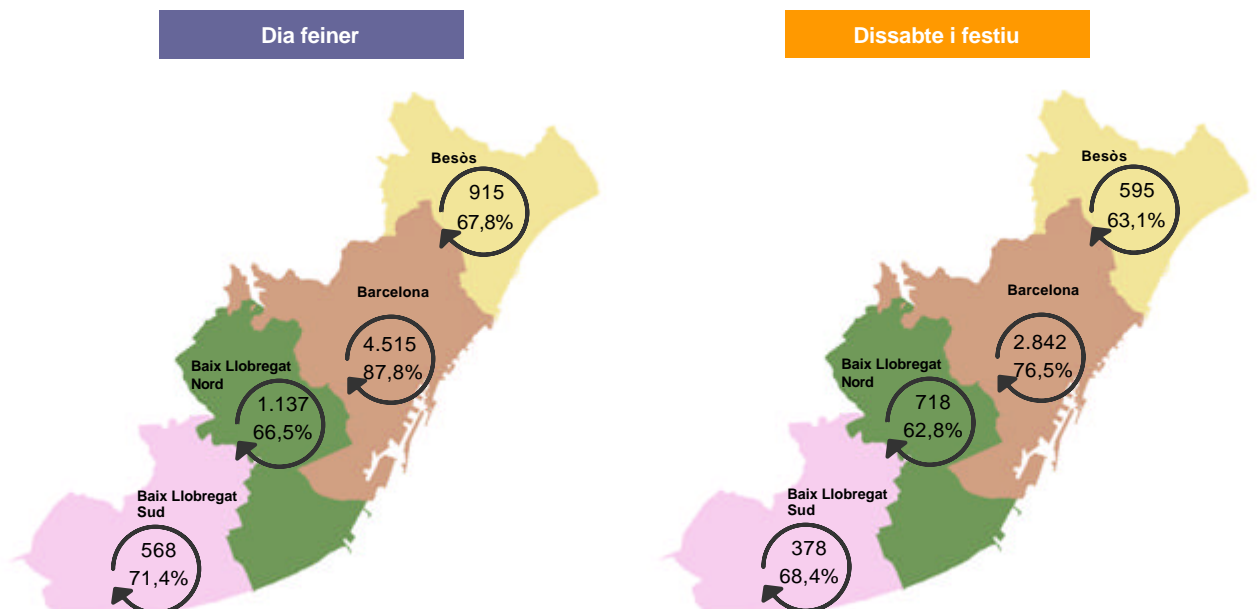 Dia feiner
Besòs
915
67,8%
Barcelona
4.515
87,8%
Baix Llobregat
Nord
1.137
66,5%
Baix Llobregat
Sud
568
71,4%
Dissabte i festiu
Besòs
595
63,1%
Barcelona
2.842
76,5%
Baix Llobregat
Nord
718
62,8%
Baix Llobregat
Sud
378
68,4%